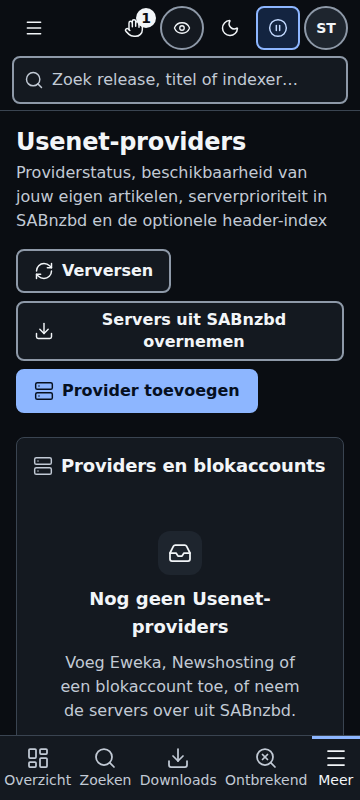 1
ST
Zoek release, titel of indexer…
Usenet-providers
Providerstatus, beschikbaarheid van
jouw eigen artikelen, serverprioriteit in
SABnzbd en de optionele header-index
Verversen
Servers uit SABnzbd
overnemen
Provider toevoegen
Providers en blokaccounts
Nog geen Usenet-
providers
Voeg Eweka, Newshosting of
een blokaccount toe, of neem
de servers over uit SABnzbd.
Overzicht Zoeken Downloads Ontbrekend Meer